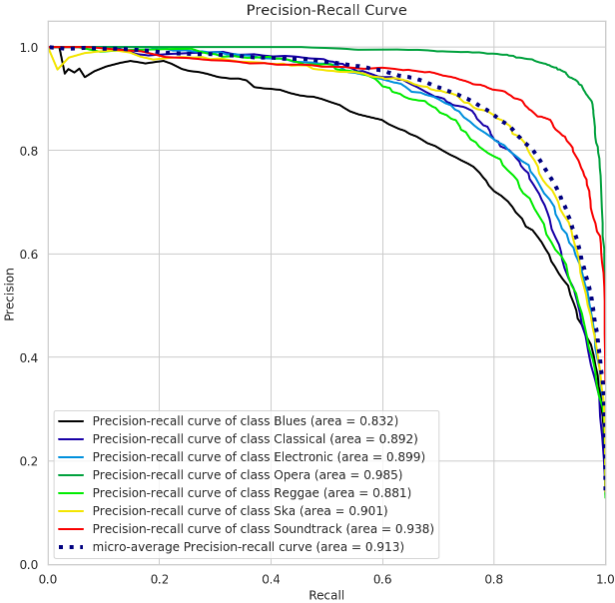 Precision-Recall Curve
1.0
0.8
0.6
0.4
0.2
0.0
Precision
Precision-recall curve of class Blues (area = 0.832)
Precision-recall curve of class Classical (area = 0.892)
Precision-recall curve of class Electronic (area = 0.899)
Precision-recall curve of class Opera (area = 0.985)
Precision-recall curve of class Reggae (area = 0.881)
Precision-recall curve of class Ska (area = 0.901)
Precision-recall curve of class Soundtrack (area = 0.938)
micro-average Precision-recall curve (area = 0.913)
0.0 0.2 0.4 0.6 0.8 1.0
Recall